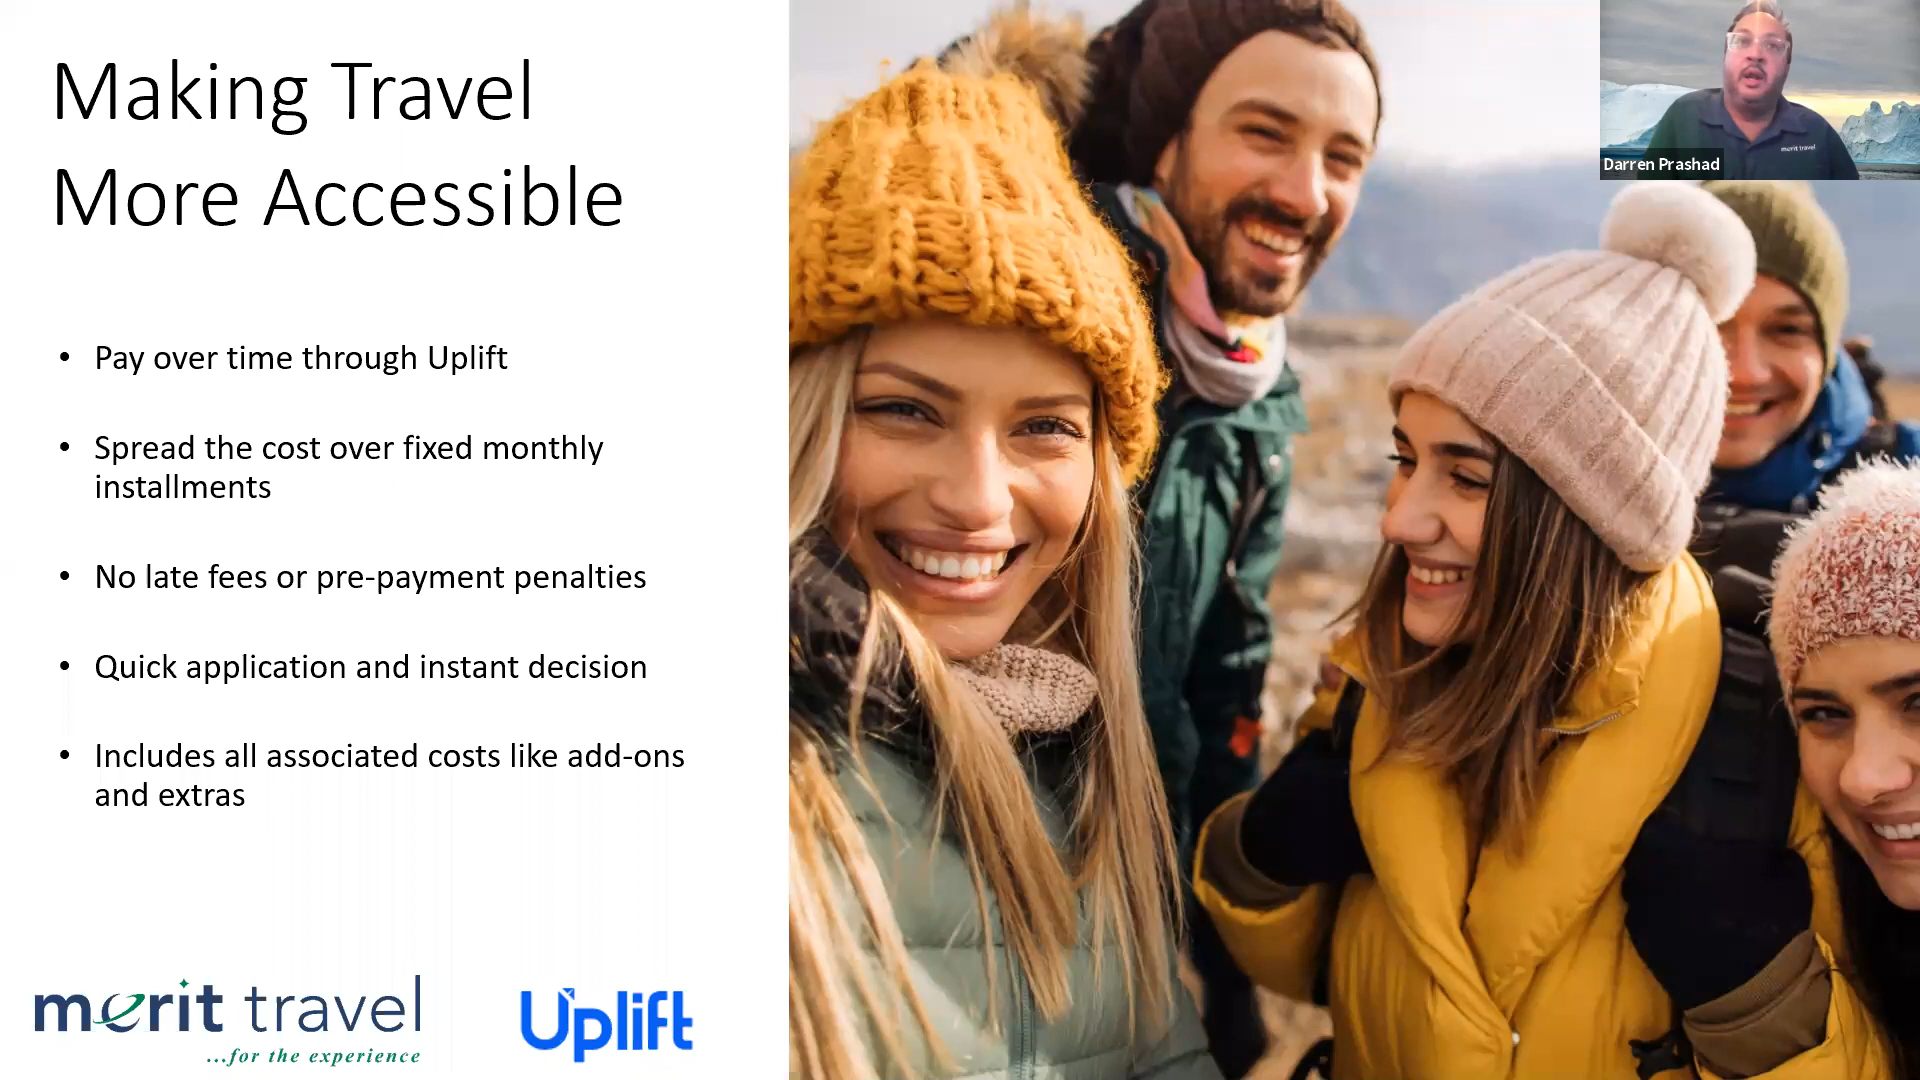 Making Travel
More Accessible
• Pay over time through Uplift
• Spread the cost over fixed monthly
installments
• No late fees or pre-payment penalties
• Quick application and instant decision
• Includes all associated costs like add-ons
and extras
merit travel
...for the experience
Uplift
merit travel
Darren Prashad